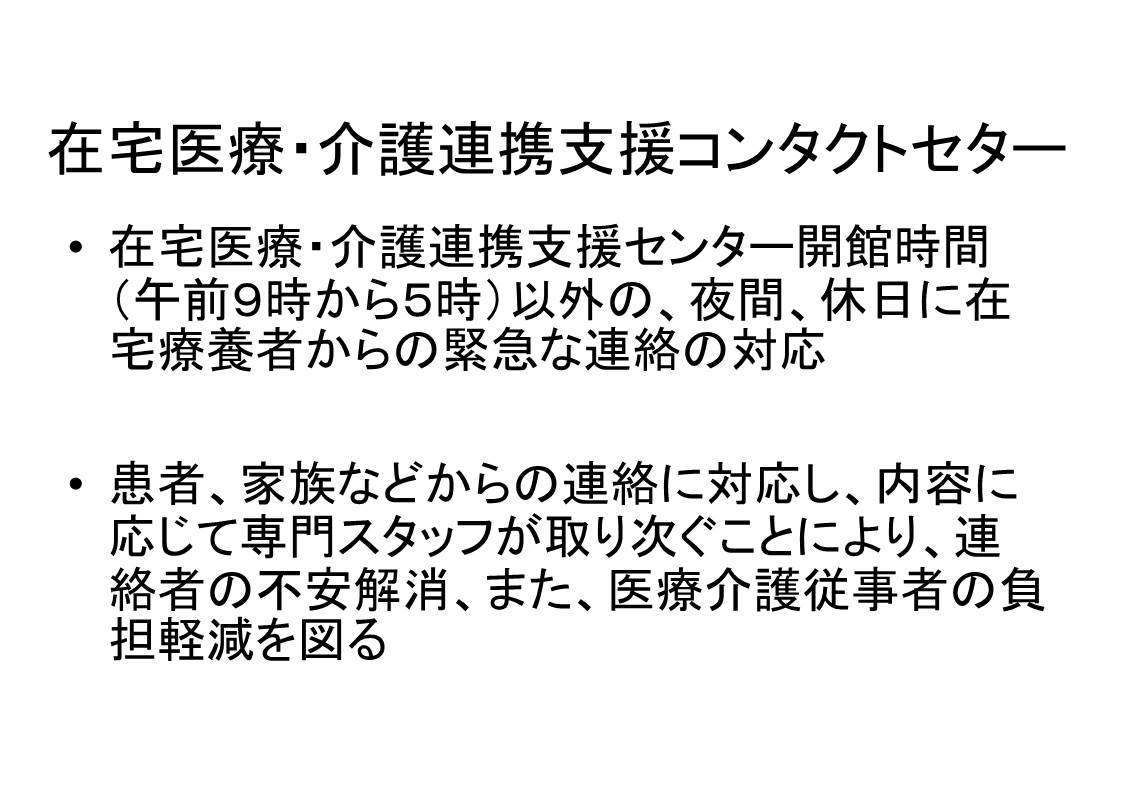 在宅医療・介護連携支援コンタクトセター
• 在宅医療・介護連携支援センター開館時間
（午前９時から５時）以外の、夜間、休日に在
宅療養者からの緊急な連絡の対応
• 患者、家族などからの連絡に対応し、内容に
応じて専門スタッフが取り次ぐことにより、連
絡者の不安解消、また、医療介護従事者の負
担軽減を図る